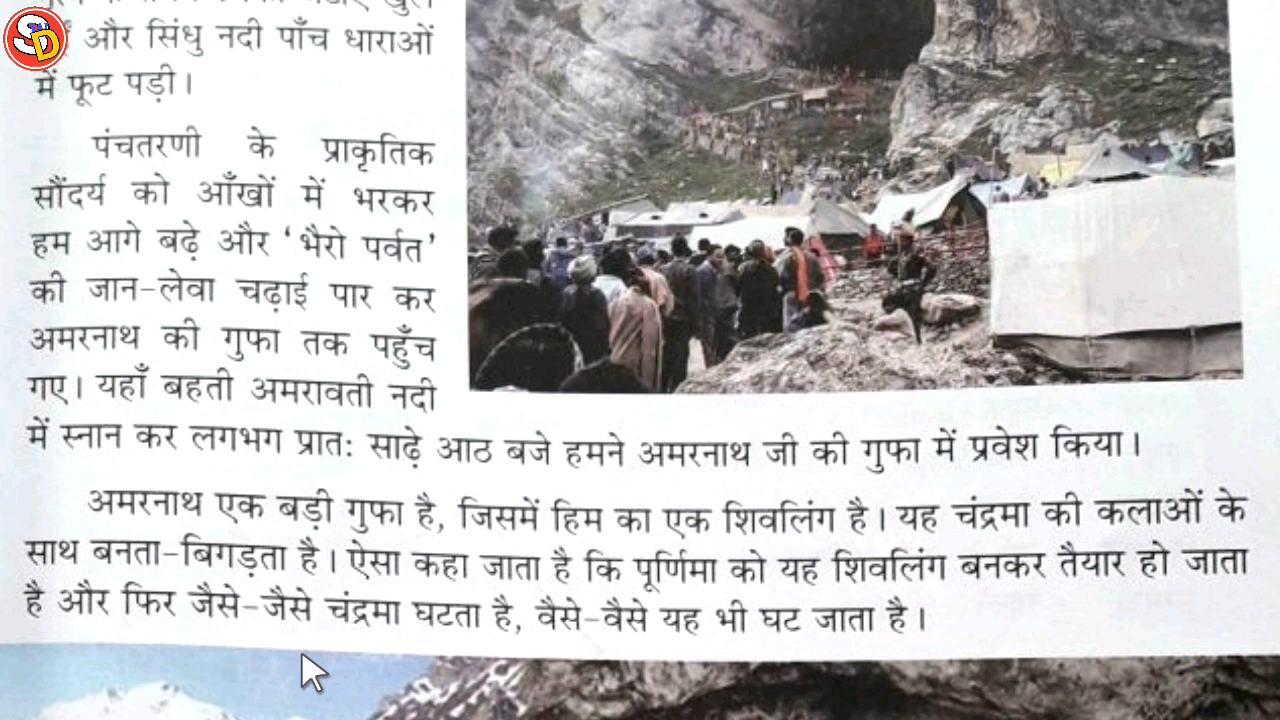 SD
और सिंधु नदी पाँच धाराओं
में फूट पड़ी।
पंचतरणी के प्राकृतिक
सौंदर्य को आँखों में भरकर
हम आगे बढ़े और ‘भैरो पर्वत’
की जान-लेवा चढ़ाई पार कर
अमरनाथ की गुफा तक पहुँच
गए। यहाँ बहती अमरावती नदी
में स्नान कर लगभग प्रातः साढ़े आठ बजे हमने अमरनाथ जी की गुफा में प्रवेश किया।
अमरनाथ एक बड़ी गुफा है, जिसमें हिम का एक शिवलिंग है। यह चंद्रमा की कलाओं के
साथ बनता-बिगड़ता है। ऐसा कहा जाता है कि पूर्णिमा को यह शिवलिंग बनकर तैयार हो जाता
है और फिर जैसे-जैसे चंद्रमा घटता है, वैसे-वैसे यह भी घट जाता है।